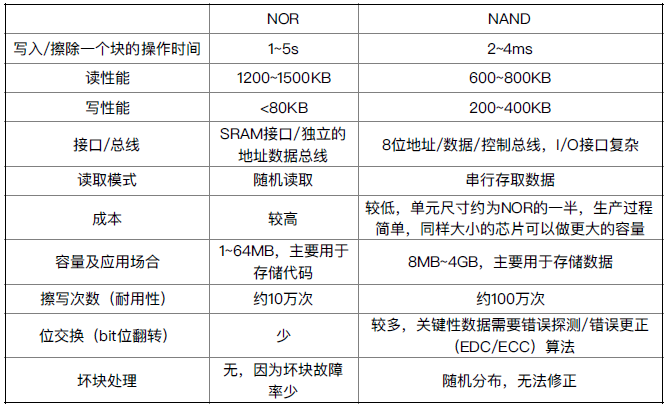 NOR NAND
写入/擦除一个块的操作时间 1~5s 2~4ms
读性能 1200~1500KB 600~800KB
写性能 <80KB 200~400KB
接口/总线 SRAM接口/独立的
地址数据总线 8位地址/数据/控制总线，I/O接口复杂
读取模式 随机读取 串行存取数据
成本 较高 较低，单元尺寸约为NOR的一半，生产过程
简单，同样大小的芯片可以做更大的容量
容量及应用场合 1~64MB，主要用于
存储代码 8MB~4GB，主要用于存储数据
擦写次数（耐用性） 约10万次 约100万次
位交换（bit位翻转） 少 较多，关键性数据需要错误探测/错误更正
（EDC/ECC）算法
坏块处理 无，因为坏块故障
率少 随机分布，无法修正